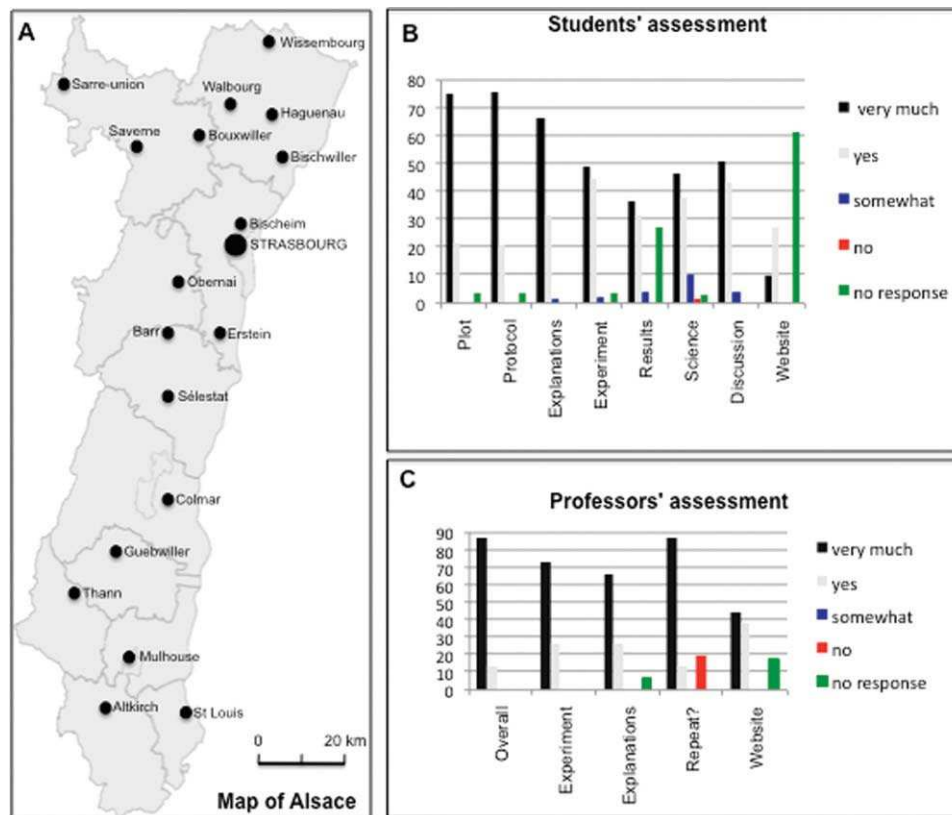 A
Wissembourg
Sarre-union
Walbourg
Haguenau
Saverne
Bouxwiller
Bischwiller
Bischeim
STRASBOURG
Obernai
Barr
Erstein
Sélestat
Colmar
Guebwiller
Thann
Mulhouse
Altkirch
St Louis
0 20 km
Map of Alsace
B
Students' assessment
80
70
60
50
40
30
20
10
0
Plot
Protocol
Explanations
Experiment
Results
Science
Discussion
Website
very much
yes
somewhat
no
no response
C
Professors' assessment
90
80
70
60
50
40
30
20
10
0
Overall
Experiment
Explanations
Repeat?
Website
very much
yes
somewhat
no
no response